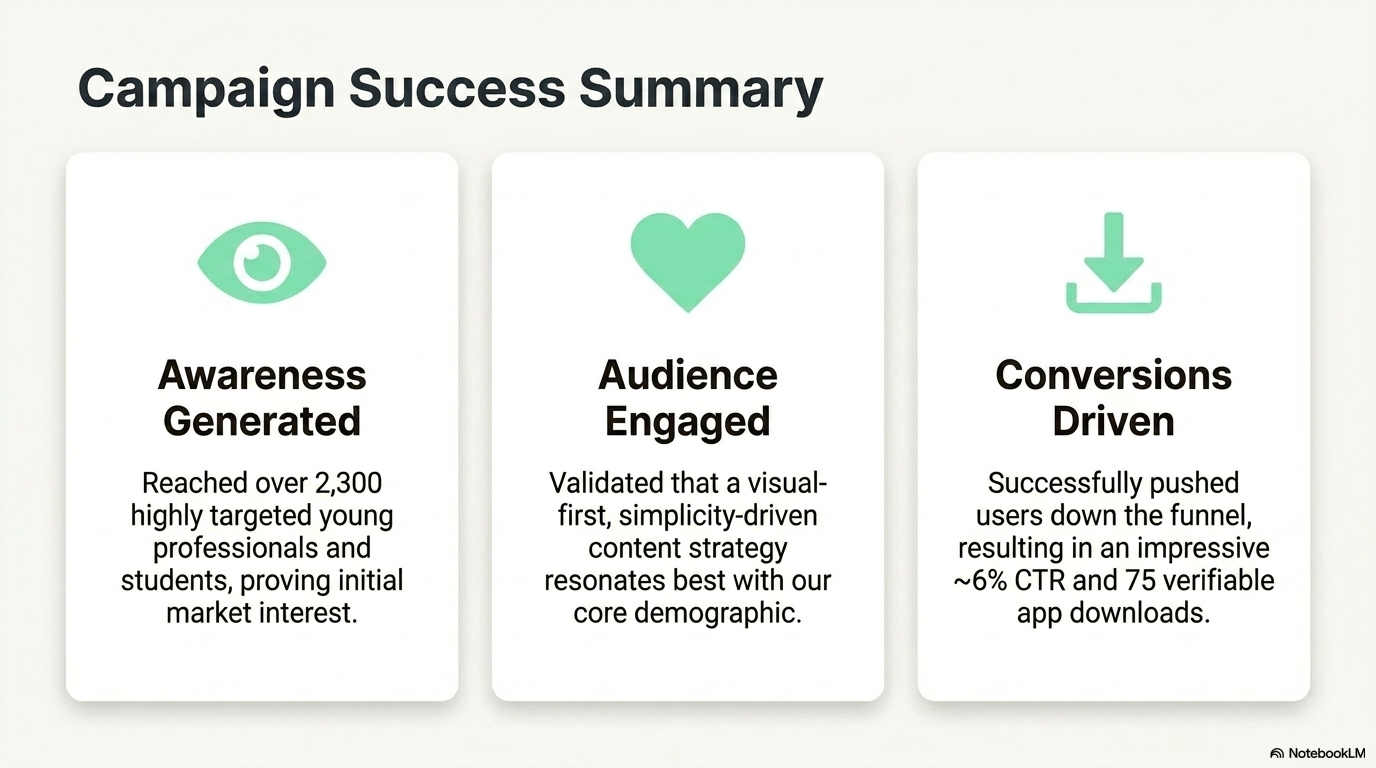 Campaign Success Summary
Awareness
Generated
Reached over 2,300
highly targeted young
professionals and
students, proving initial
market interest.
Audience
Engaged
Validated that a visual-
first, simplicity-driven
content strategy
resonates best with our
core demographic.
Conversions
Driven
Successfully pushed
users down the funnel,
resulting in an impressive
~6% CTR and 75 verifiable
app downloads.
NotebookLM